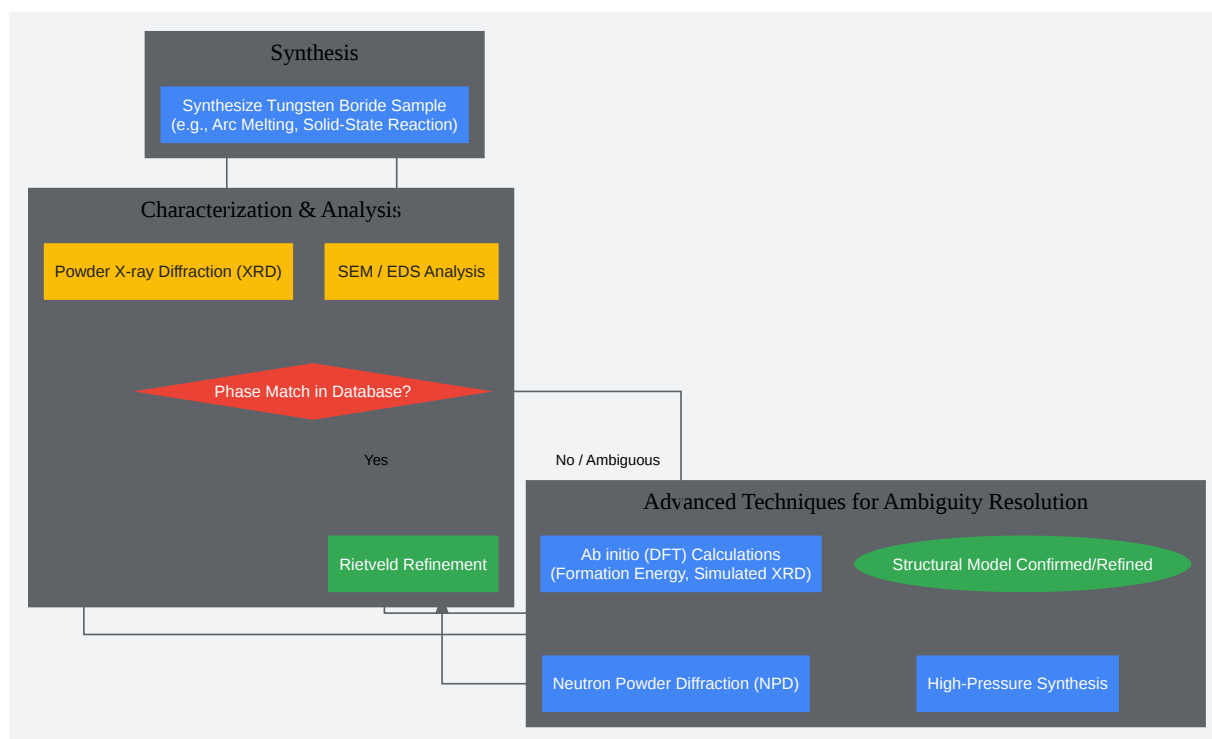 Synthesis
Synthesize Tungsten Boride Sample
(e.g., Arc Melting, Solid-State Reaction)
Characterization & Analysis
Powder X-ray Diffraction (XRD)
SEM / EDS Analysis
Phase Match in Database?
Yes
No / Ambiguous
Advanced Techniques for Ambiguity Resolution
Rietveld Refinement
Ab initio (DFT) Calculations
(Formation Energy, Simulated XRD)
Structural Model Confirmed/Refined
Neutron Powder Diffraction (NPD)
High-Pressure Synthesis